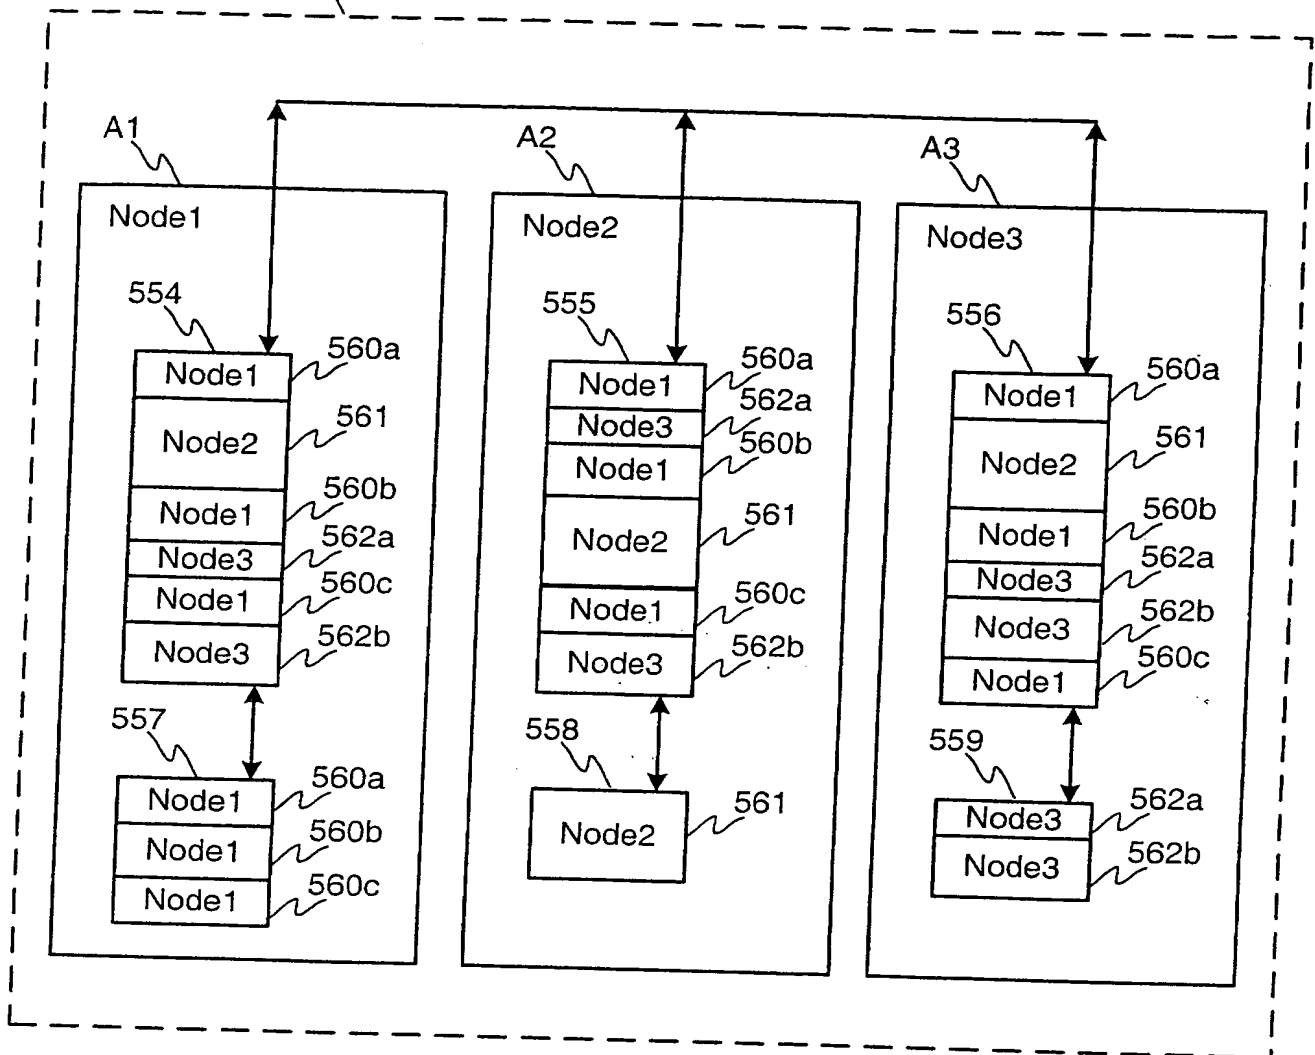 A1
Node1
554
Node1 560a
Node2 561
Node1 560b
Node3 562a
Node1 560c
Node3 562b
557
Node1 560a
Node1 560b
Node1 560c
A2
Node2
555
Node1 560a
Node3 562a
Node1 560b
Node2 561
Node1 560c
Node3 562b
558
Node2 561
A3
Node3
556
Node1 560a
Node2 561
Node1 560b
Node3 562a
Node3 562b
Node1 560c
559
Node3 562a
Node3 562b